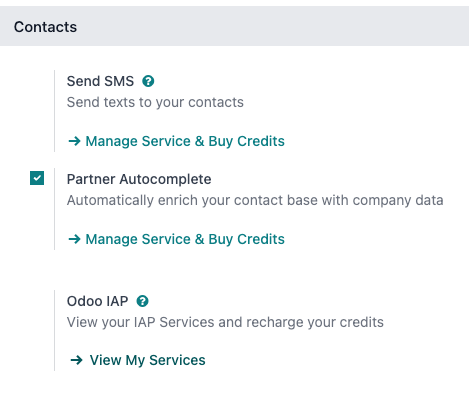 Contacts
Send SMS ?
Send texts to your contacts
→ Manage Service & Buy Credits
Partner Autocomplete
Automatically enrich your contact base with company data
→ Manage Service & Buy Credits
Odoo IAP ?
View your IAP Services and recharge your credits
→ View My Services